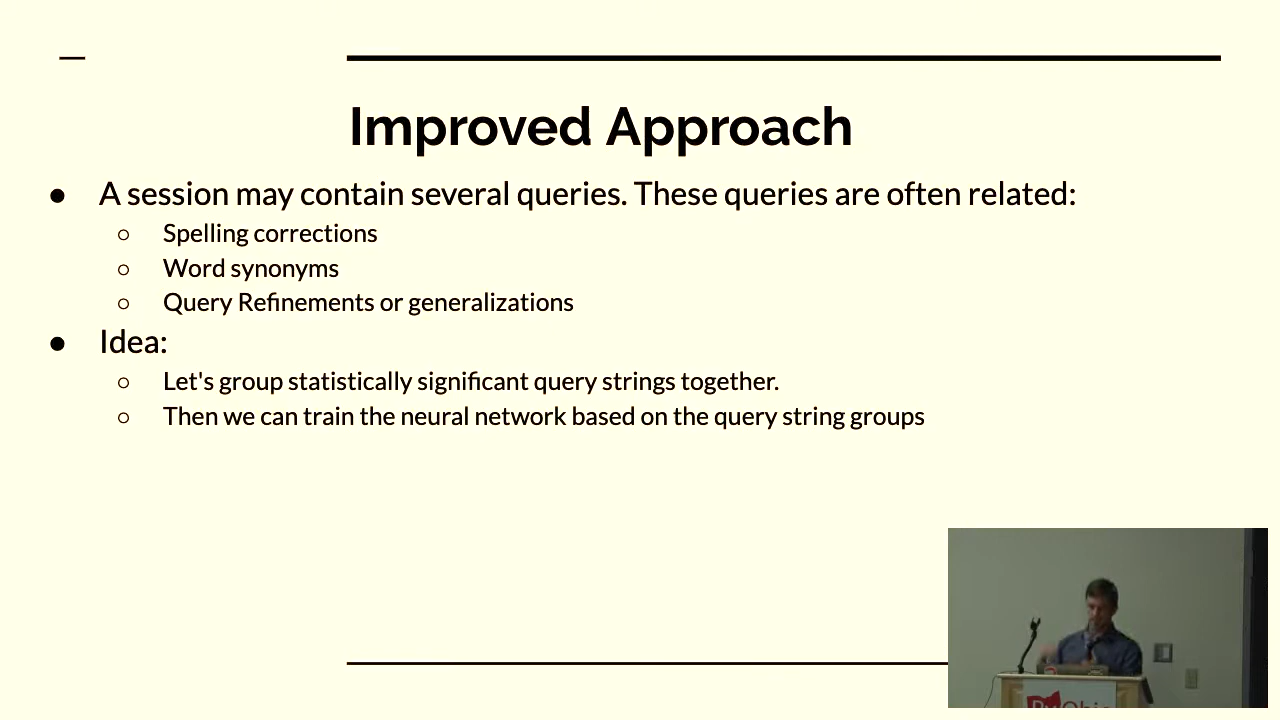 Improved Approach
● A session may contain several queries. These queries are often related:
○ Spelling corrections
○ Word synonyms
○ Query Refinements or generalizations
● Idea:
○ Let's group statistically significant query strings together.
○ Then we can train the neural network based on the query string groups
PyOhio